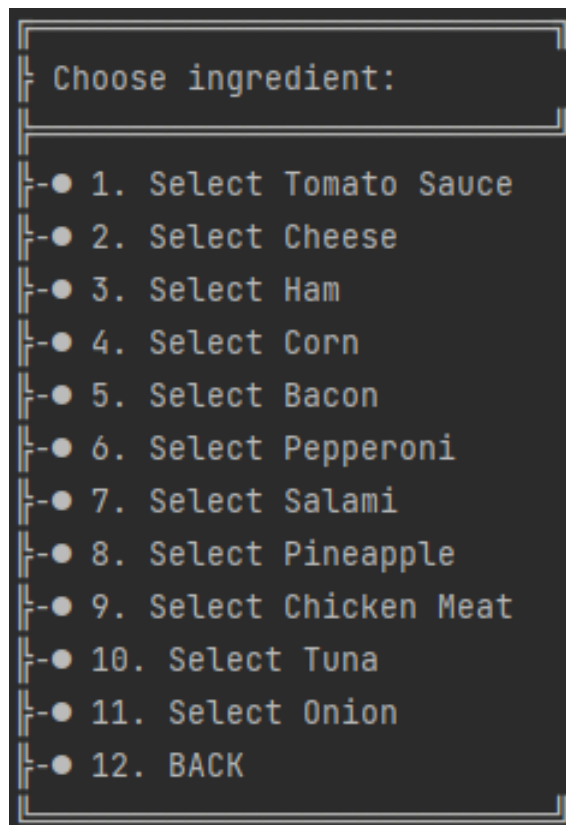 Choose ingredient:
1. Select Tomato Sauce
2. Select Cheese
3. Select Ham
4. Select Corn
5. Select Bacon
6. Select Pepperoni
7. Select Salami
8. Select Pineapple
9. Select Chicken Meat
10. Select Tuna
11. Select Onion
12. BACK